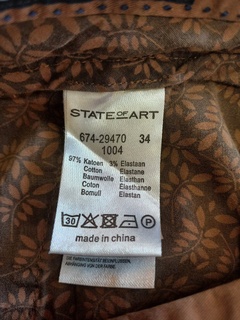 STATE OF ART
674-29470 34
1004
97% Katoen 3% Elastaan
Cotton Elastane
Baumwolle Elasthan
Coton Elasthanne
Bomull Elastan
30 P
made in china